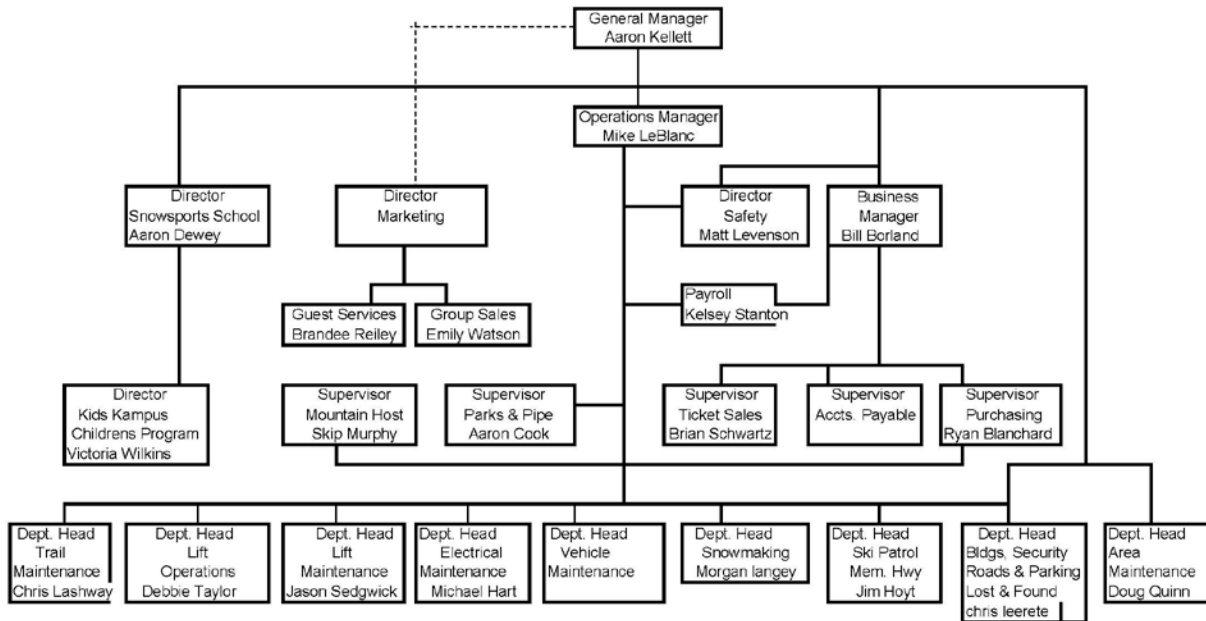 General Manager
Aaron Kellett
Operations Manager
Mike LeBlanc
Director
Snowsports School
Aaron Dewey
Director
Marketing
Director
Safety
Matt Levenson
Business
Manager
Bill Borland
Payroll
Kelsey Stanton
Guest Services
Brandee Reiley
Group Sales
Emily Watson
Director
Kids Kampus
Childrens Program
Victoria Wilkins
Supervisor
Mountain Host
Skip Murphy
Supervisor
Parks & Pipe
Aaron Cook
Supervisor
Ticket Sales
Brian Schwartz
Supervisor
Accts. Payable
Supervisor
Purchasing
Ryan Blanchard
Dept. Head
Trail
Maintenance
Chris Lashway
Dept. Head
Lift
Operations
Debbie Taylor
Dept. Head
Lift
Maintenance
Jason Sedgwick
Dept. Head
Electrical
Maintenance
Michael Hart
Dept. Head
Vehicle
Maintenance
Dept. Head
Snowmaking
Morgan langey
Dept. Head
Ski Patrol
Mem. Hwy
Jim Hoyt
Dept. Head
Bldgs, Security
Roads & Parking
Lost & Found
chris leerete
Dept. Head
Area
Maintenance
Doug Quinn